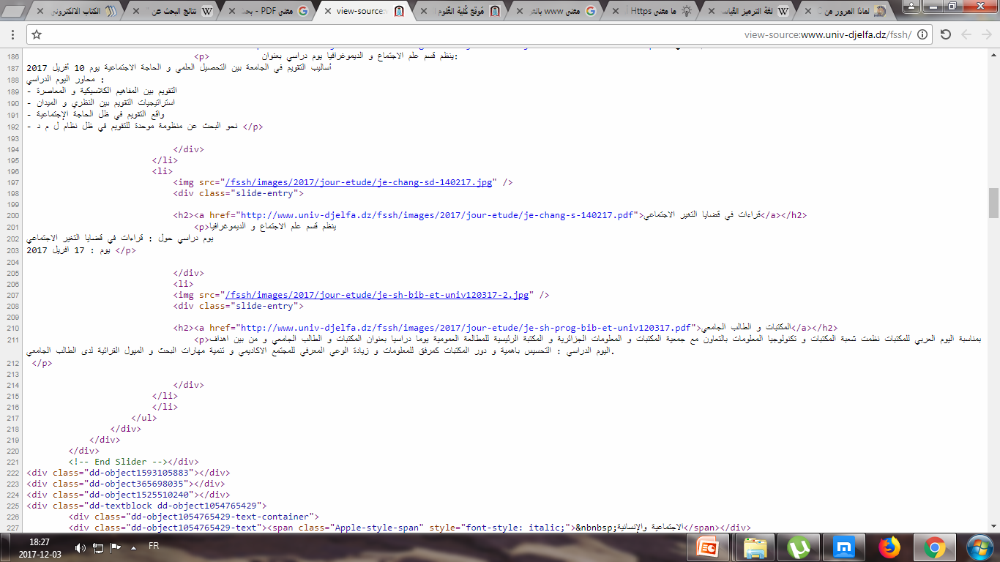 لماذا المرور من
لغة الترميز القياس
ما معنى Https
معنى www بالعر
موقع كلية العلوم ا
view-source:
معنى PDF - بحث
نتائج البحث عن "
الكتاب الالكتروني
view-source:www.univ-djelfa.dz/fssh/
186 <p> ينظم قسم علم الاجتماع و الديموغرافيا يوم دراسي بعنوان:
187 أساليب التقويم في الجامعة بين التحصيل العلمي و الحاجة الاجتماعية يوم 10 أفريل 2017
188 محاور اليوم الدراسي :
189 - التقويم بين المفاهيم الكلاسيكية و المعاصرة
190 - استراتيجيات التقويم بين النظري و الميدان
191 - واقع التقويم في ظل الحاجة الإجتماعية
192 - نحو البحث عن منظومة موحدة للتقويم في ظل نظام ل م د </p>
193
194 </div>
195 </li>
196 <li>
197 <img src="/fssh/images/2017/jour-etude/je-chang-sd-140217.jpg" />
198 <div class="slide-entry">
199
200 <h2><a href="http://www.univ-djelfa.dz/fssh/images/2017/jour-etude/je-chang-s-140217.pdf">قراءات في قضايا التغير الاجتماعي</a></h2>
201 <p>ينظم قسم علم الاجتماع و الديموغرافيا
202 يوم دراسي حول : قراءات في قضايا التغير الاجتماعي
203 يوم : 17 افريل 2017 </p>
204
205 </div>
206 <li>
207 <img src="/fssh/images/2017/jour-etude/je-sh-bib-et-univ120317-2.jpg" />
208 <div class="slide-entry">
209
210 <h2><a href="http://www.univ-djelfa.dz/fssh/images/2017/jour-etude/je-sh-prog-bib-et-univ120317.pdf">المكتبات و الطالب الجامعي</a></h2>
211 <p>بمناسبة اليوم العربي للمكتبات نظمت شعبة المكتبات و تكنولوجيا المعلومات بالتعاون مع جمعية المكتبات و المعلومات الجزائرية و المكتبة الرئيسية للمطالعة العمومية يوما دراسيا بعنوان المكتبات و الطالب الجامعي و من بين اهداف
اليوم الدراسي : التحسيس باهمية و دور المكتبات كمرفق للمعلومات و زيادة الوعي المعرفي للمجتمع الاكاديمي و تنمية مهارات البحث و الميول القرائية لدى الطالب الجامعي.
212 </p>
213
214 </div>
215 </li>
216 </li>
217 </ul>
218 </div>
219 </div>
220 </div>
221 <!-- End Slider --></div>
222 <div class="dd-object1593105883"></div>
223 <div class="dd-object365698035"></div>
224 <div class="dd-object1525510240"></div>
225 <div class="dd-textblock dd-object1054765429">
226 <div class="dd-object1054765429-text-container">
227 <div class="dd-object1054765429-text"><span class="Apple-style-span" style="font-style: italic;">&nbnbsp;الاجتماعية والإنسانية</span></div>
18:27
2017-12-03
FR